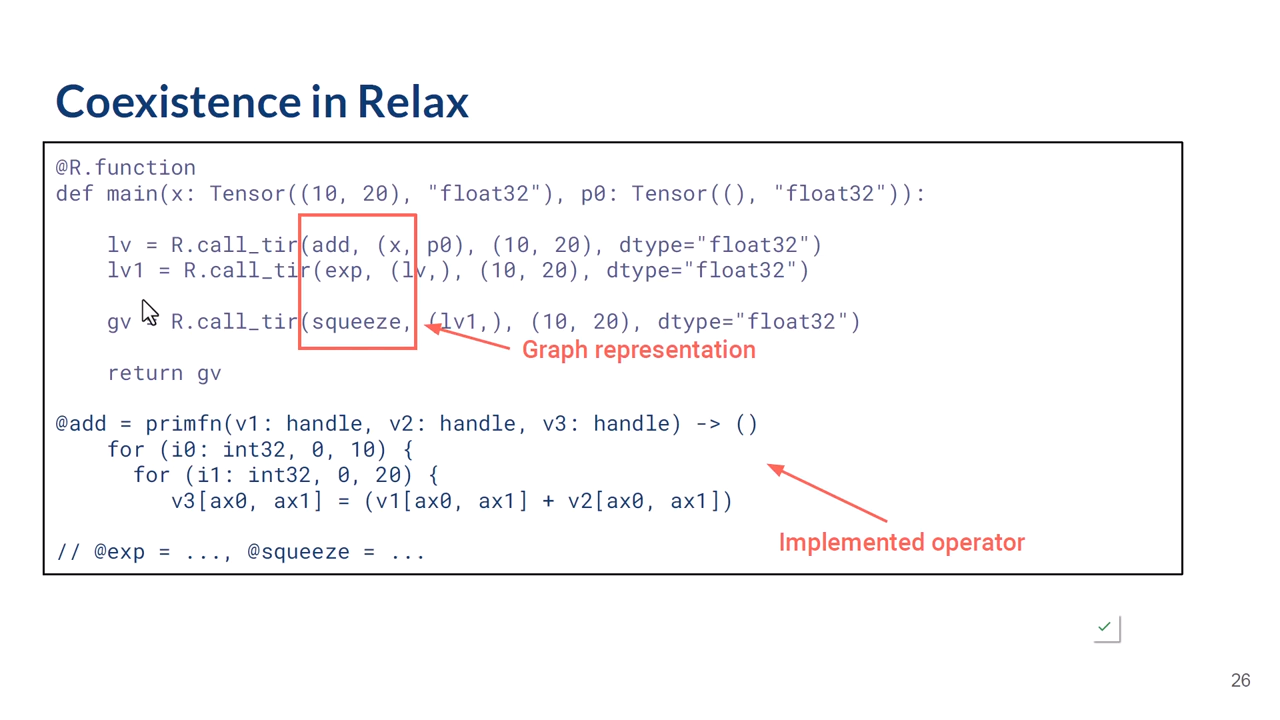 Coexistence in Relax
@R.function
def main(x: Tensor((10, 20), "float32"), p0: Tensor((), "float32")):
lv = R.call_tir(add, (x, p0), (10, 20), dtype="float32")
lv1 = R.call_tir(exp, (lv,), (10, 20), dtype="float32")
gv = R.call_tir(squeeze, (lv1,), (10, 20), dtype="float32")
Graph representation
return gv
@add = primfn(v1: handle, v2: handle, v3: handle) -> ()
for (i0: int32, 0, 10) {
for (i1: int32, 0, 20) {
v3[ax0, ax1] = (v1[ax0, ax1] + v2[ax0, ax1])
Implemented operator
// @exp = ..., @squeeze = ...
26